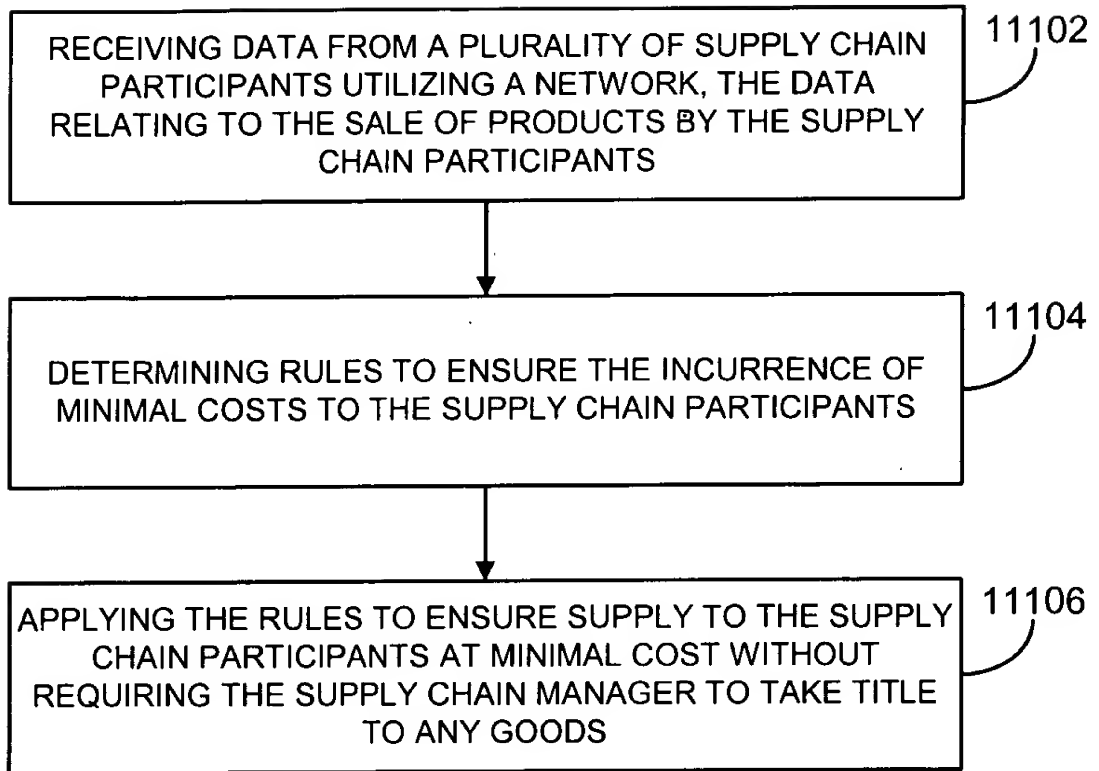 RECEIVING DATA FROM A PLURALITY OF SUPPLY CHAIN
PARTICIPANTS UTILIZING A NETWORK, THE DATA
RELATING TO THE SALE OF PRODUCTS BY THE SUPPLY
CHAIN PARTICIPANTS
11102
DETERMINING RULES TO ENSURE THE INCURRENCE OF
MINIMAL COSTS TO THE SUPPLY CHAIN PARTICIPANTS
11104
APPLYING THE RULES TO ENSURE SUPPLY TO THE SUPPLY
CHAIN PARTICIPANTS AT MINIMAL COST WITHOUT
REQUIRING THE SUPPLY CHAIN MANAGER TO TAKE TITLE
TO ANY GOODS
11106